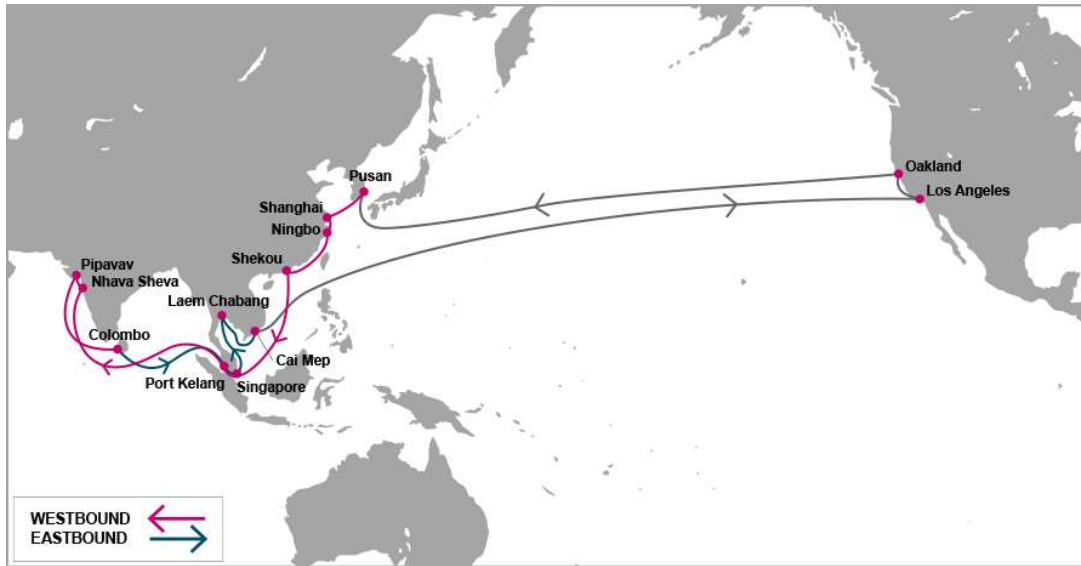 Oakland
Pusan
Los Angeles
Shanghai
Ningbo
Shekou
Pipavav
Nhava Sheva
Laem Chabang
Colombo
Cai Mep
Port Kelang
Singapore
WESTBOUND
EASTBOUND